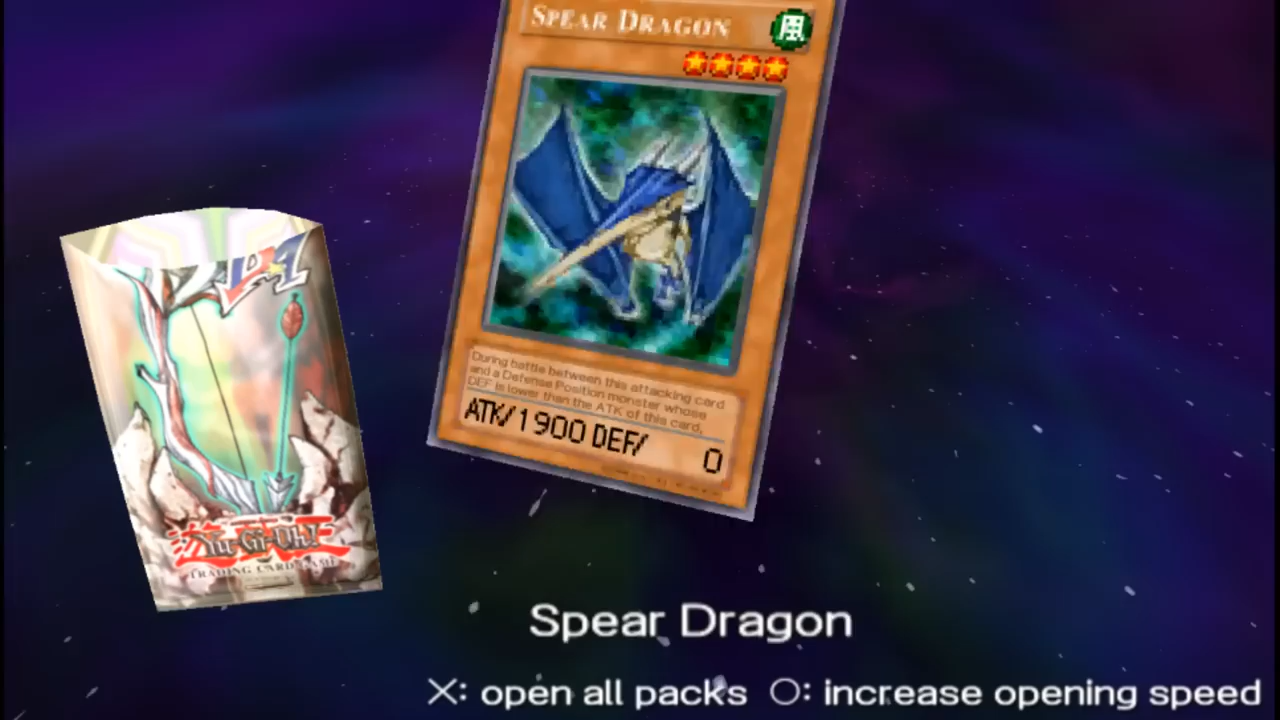 SPEAR DRAGON
風
During battle between this attacking card
and a Defense Position monster whose
DEF is lower than the ATK of this card,
ATK/1900 DEF/ 0
Yu-Gi-Oh!
TRADING CARD GAME
Spear Dragon
X: open all packs O: increase opening speed